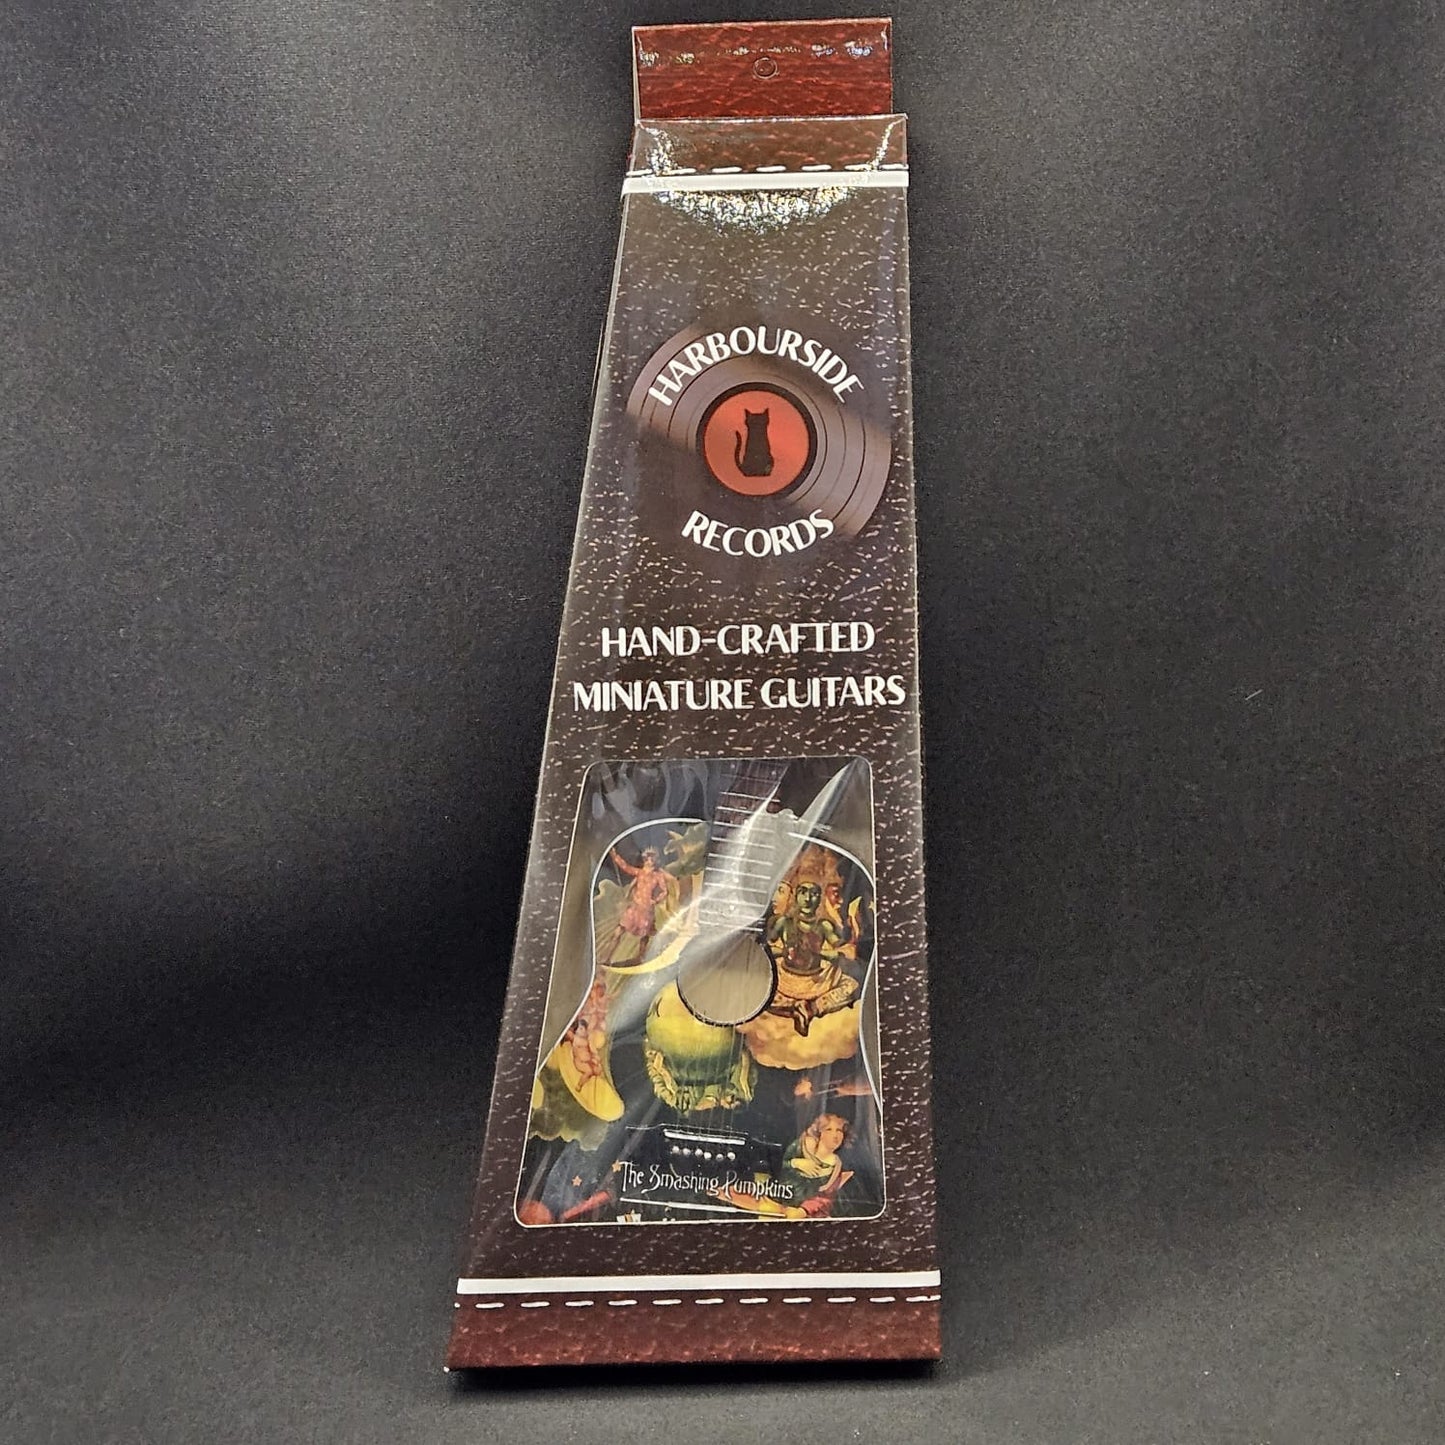 HARBOURSIDE
RECORDS
HAND-CRAFTED
MINIATURE GUITARS
The Smashing Pumpkins